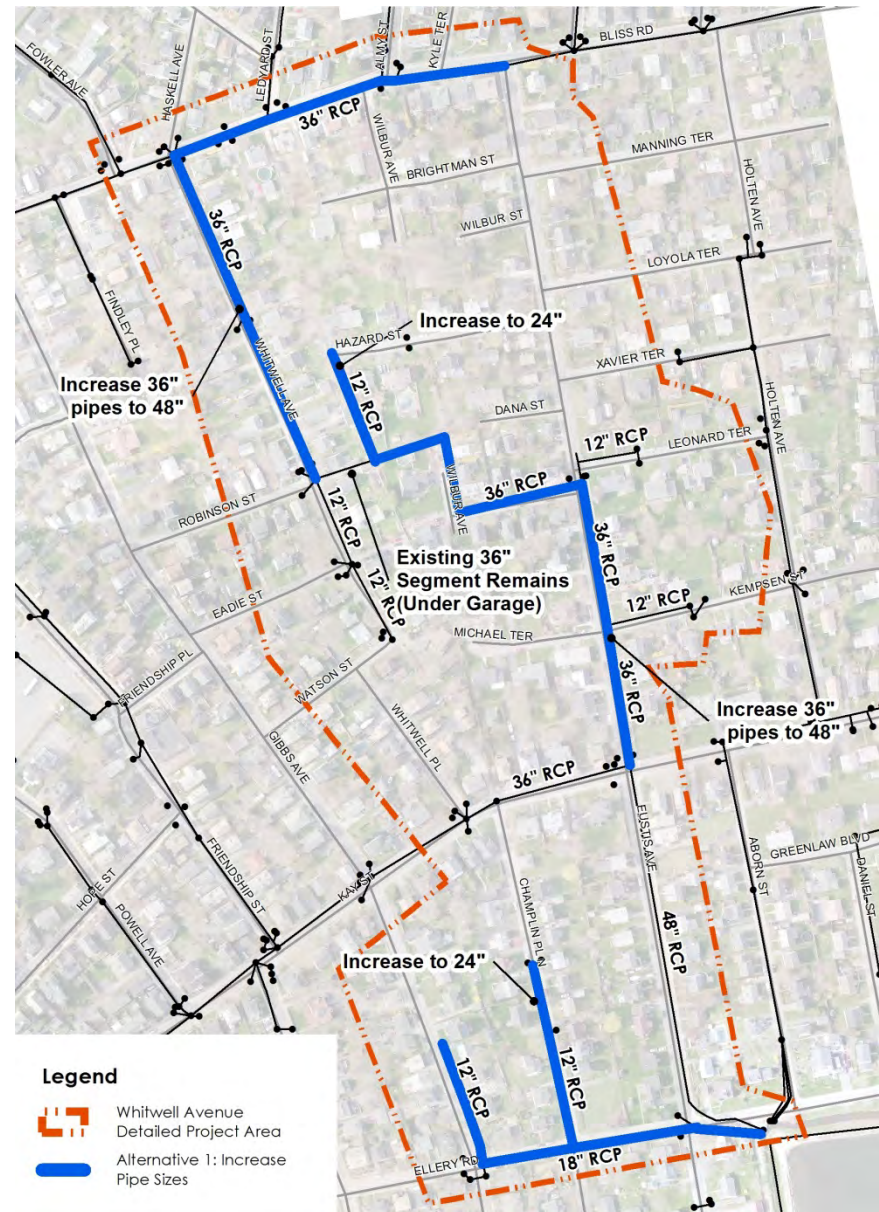 BLISS RD
FOWLER AVE
HASKELL AVE
LEDYARD ST
ALMY ST
KYLE TER
36" RCP
WILBUR AVE
BRIGHTMAN ST
MANNING TER
HOLTEN AVE
WILBUR ST
LOYOLA TER
36" RCP
FINDLEY PL
Increase to 24"
HAZARD ST
XAVIER TER
Increase 36"
pipes to 48"
WHITWELL AVE
12" RCP
DANA ST
HOLTEN AVE
12" RCP
LEONARD TER
ROBINSON ST
12" RCP
WILBUR AVE
36" RCP
36" RCP
Existing 36"
Segment Remains
(Under Garage)
12" RCP
EADIE ST
KEMPSEN ST
12" RCP
MICHAEL TER
FRIENDSHIP PL
WATSON ST
36" RCP
WHITWELL PL
Increase 36"
pipes to 48"
GIBBS AVE
36" RCP
EUSTIS AVE
ABORN ST
GREENLAW BLVD
DANIEL ST
HOPE ST
POWELL AVE
FRIENDSHIP ST
KAY ST
CHAMPLIN PL N
48" RCP
Increase to 24"
12" RCP
12" RCP
ELLERY RD
18" RCP
Legend
Whitwell Avenue
Detailed Project Area
Alternative 1: Increase
Pipe Sizes